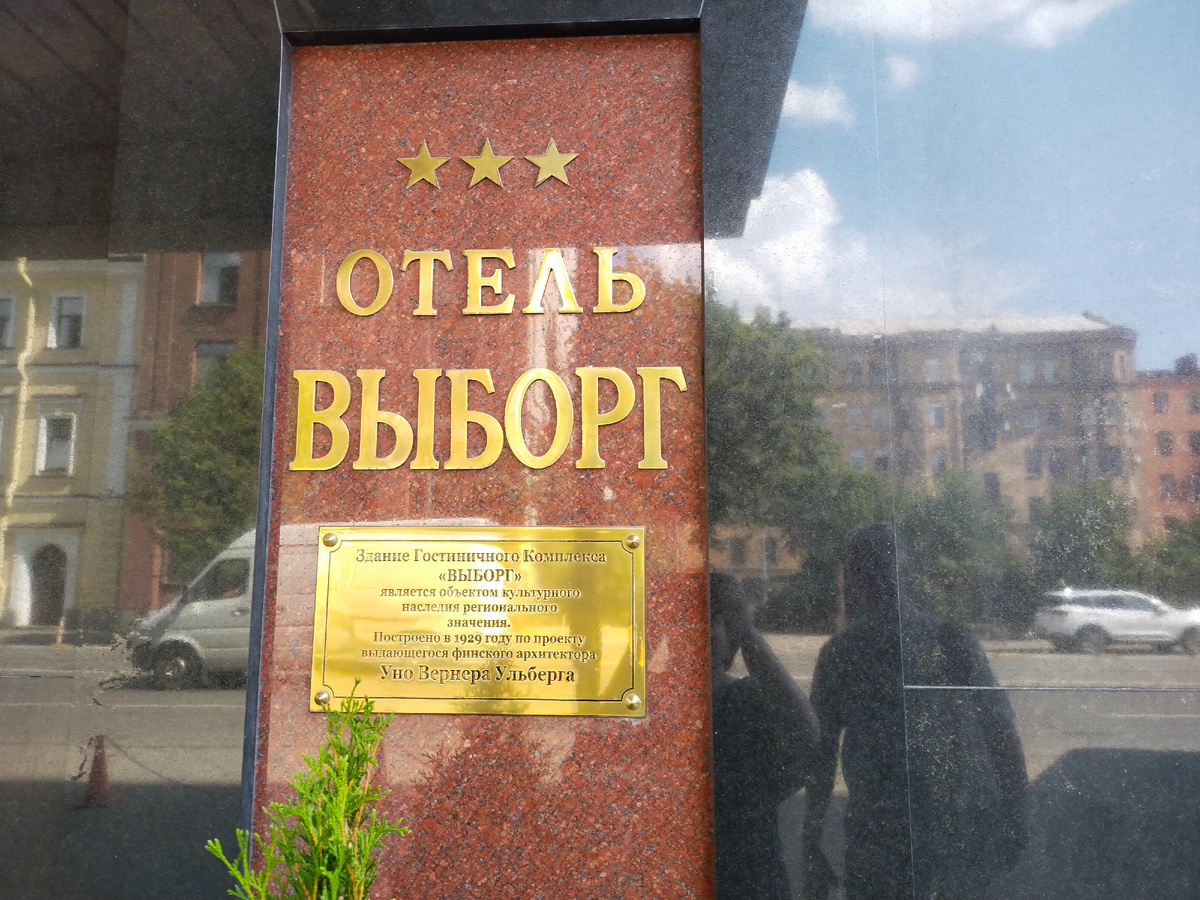 ОТЕЛЬ
ВЫБОРГ
Здание Гостиничного Комплекса
«ВЫБОРГ»
является объектом культурного
наследия регионального
значения.
Построено в 1929 году по проекту
выдающегося финского архитектора
Уно Вернера Ульберга